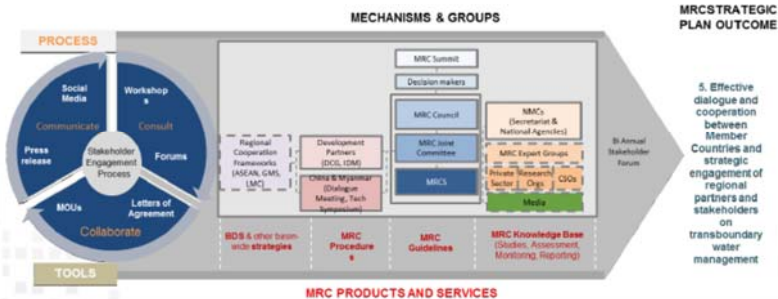 MECHANISMS & GROUPS
MRCSTRATEGIC
PLAN OUTCOME
PROCESS
Social
Media
Workshop
s
Communicate
Consult
Press
release
Stakeholder
Engagement
Process
Forums
MOUs
Letters of
Agreement
Collaborate
TOOLS
Regional
Cooperation
Frameworks
(ASEAN, GMS,
LMC)
Development
Partners
(DCG, IDM)
China & Myanmar
(Dialogue
Meeting, Tech
Symposium)
MRC Summit
Decision makers
MRC Council
MRC Joint
Committee
MRCS
NMCs
(Secretariat &
National Agencies)
MRC Expert Groups
Private
Sector
Research
Orgs.
CSOs
Media
Bi Annual
Stakeholder
Forum
5. Effective
dialogue and
cooperation
between
Member
Countries and
strategic
engagement of
regional
partners and
stakeholders
on
transboundary
water
management
BDS & other basin-
wide strategies
MRC
Procedure
s
MRC
Guidelines
MRC Knowledge Base
(Studies, Assessment,
Monitoring, Reporting)
MRC PRODUCTS AND SERVICES